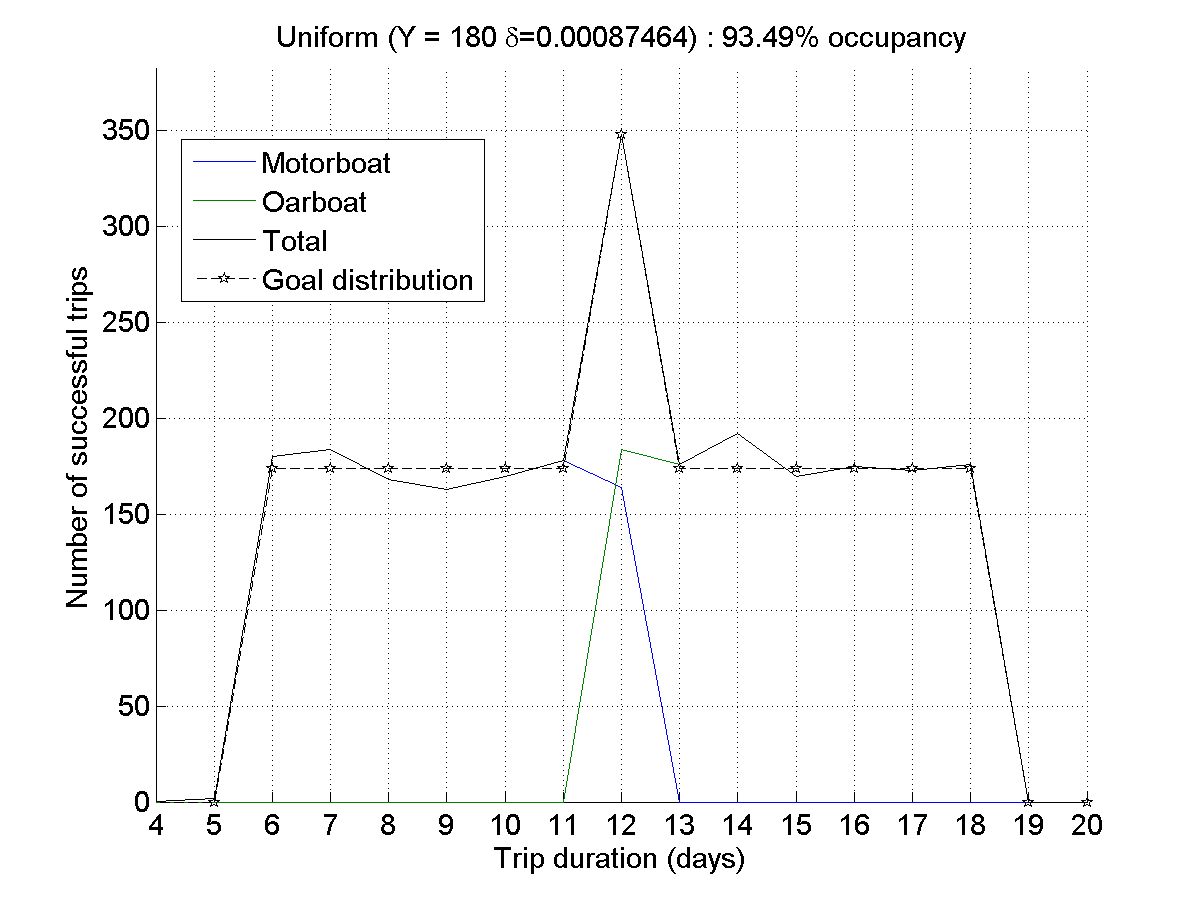 Uniform (Y = 180 δ=0.00087464) : 93.49% occupancy
350
300
250
200
150
100
50
0
Number of successful trips
Motorboat
Oarboat
Total
Goal distribution
4 5 6 7 8 9 10 11 12 13 14 15 16 17 18 19 20
Trip duration (days)